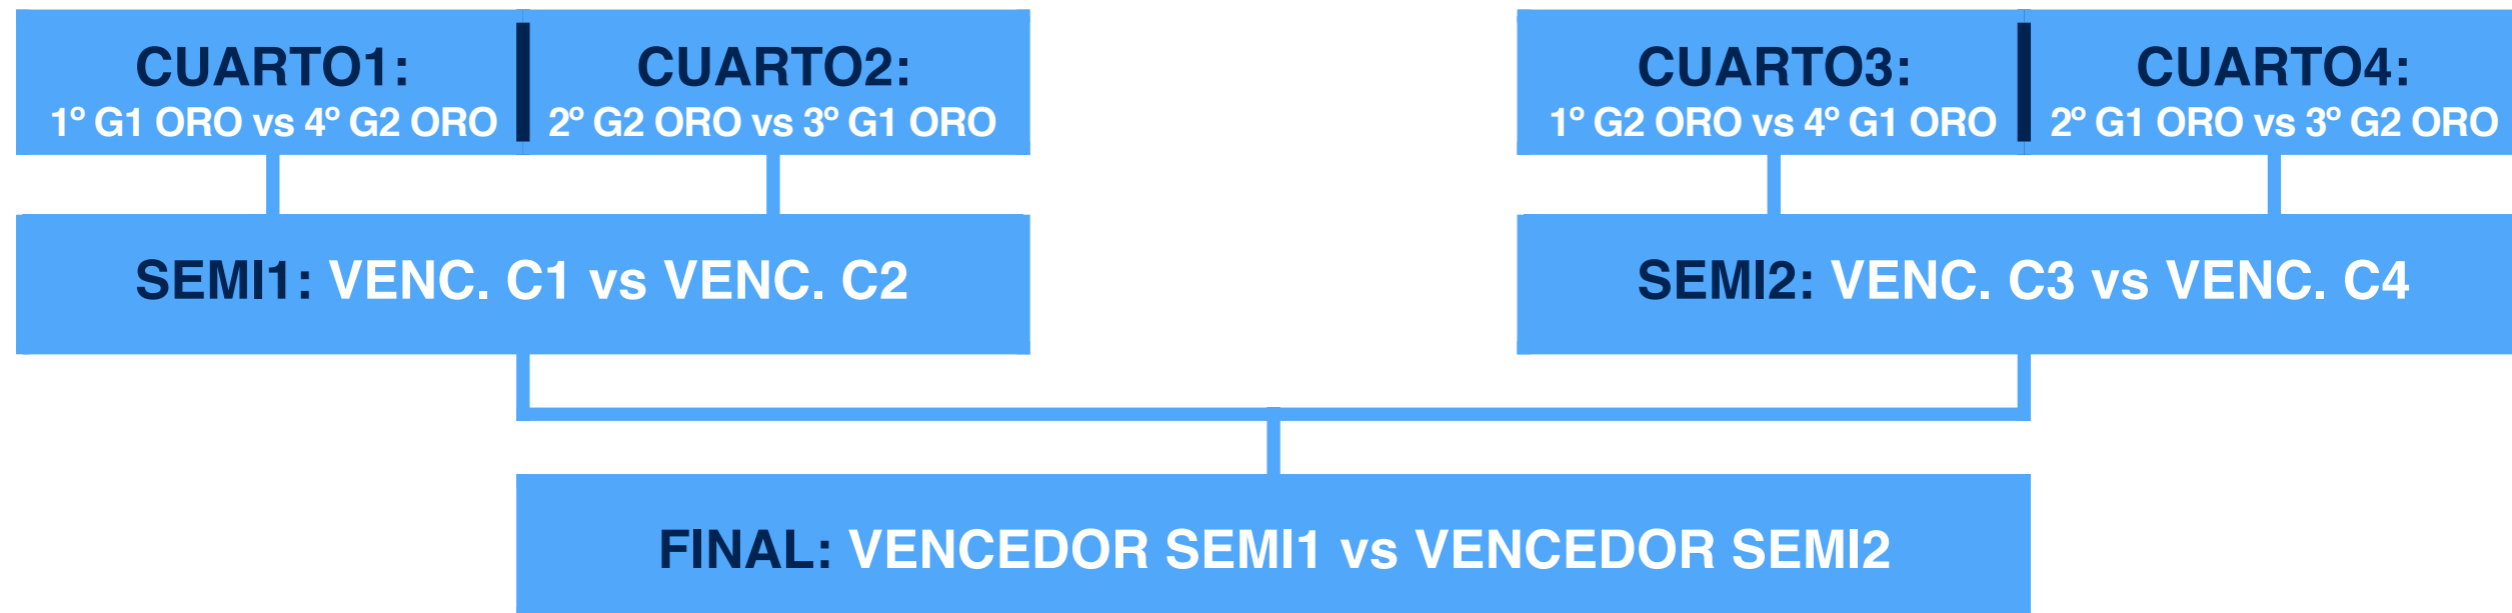 CUARTO1:
1º G1 ORO vs 4º G2 ORO
CUARTO2:
2º G2 ORO vs 3º G1 ORO
CUARTO3:
1º G2 ORO vs 4º G1 ORO
CUARTO4:
2º G1 ORO vs 3º G2 ORO
SEMI1: VENC. C1 vs VENC. C2
SEMI2: VENC. C3 vs VENC. C4
FINAL: VENCEDOR SEMI1 vs VENCEDOR SEMI2